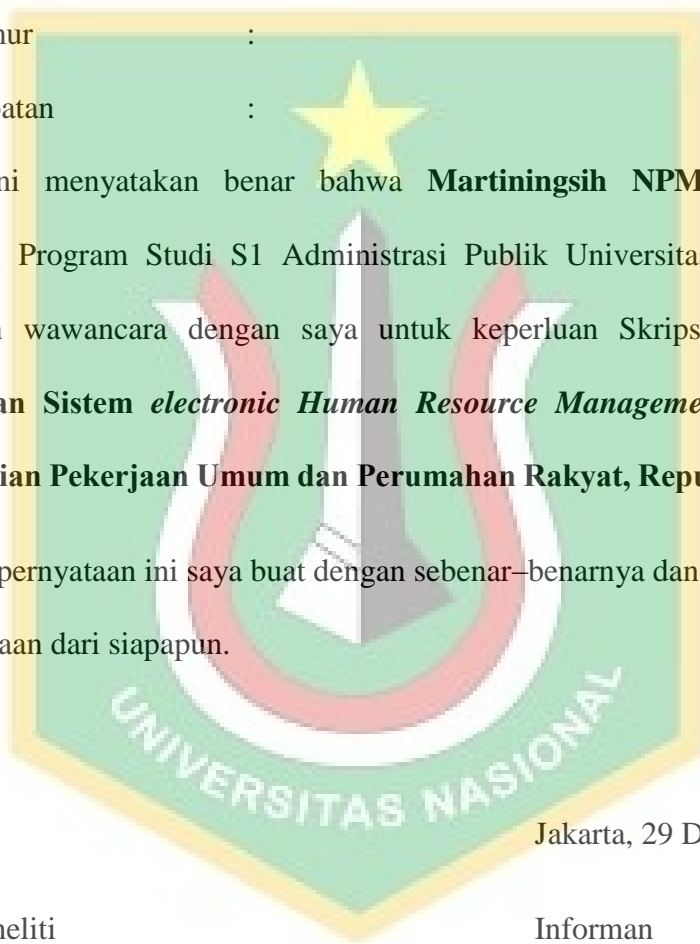 mur :
batan :
ni menyatakan benar bahwa Martiningsih NPM
Program Studi S1 Administrasi Publik Universita
n wawancara dengan saya untuk keperluan Skrips
an Sistem electronic Human Resource Manageme
ian Pekerjaan Umum dan Perumahan Rakyat, Repu
pernyataan ini saya buat dengan sebenar–benarnya dan
aan dari siapapun.
UNIVERSITAS NASIONAL
Jakarta, 29 D
neliti Informan